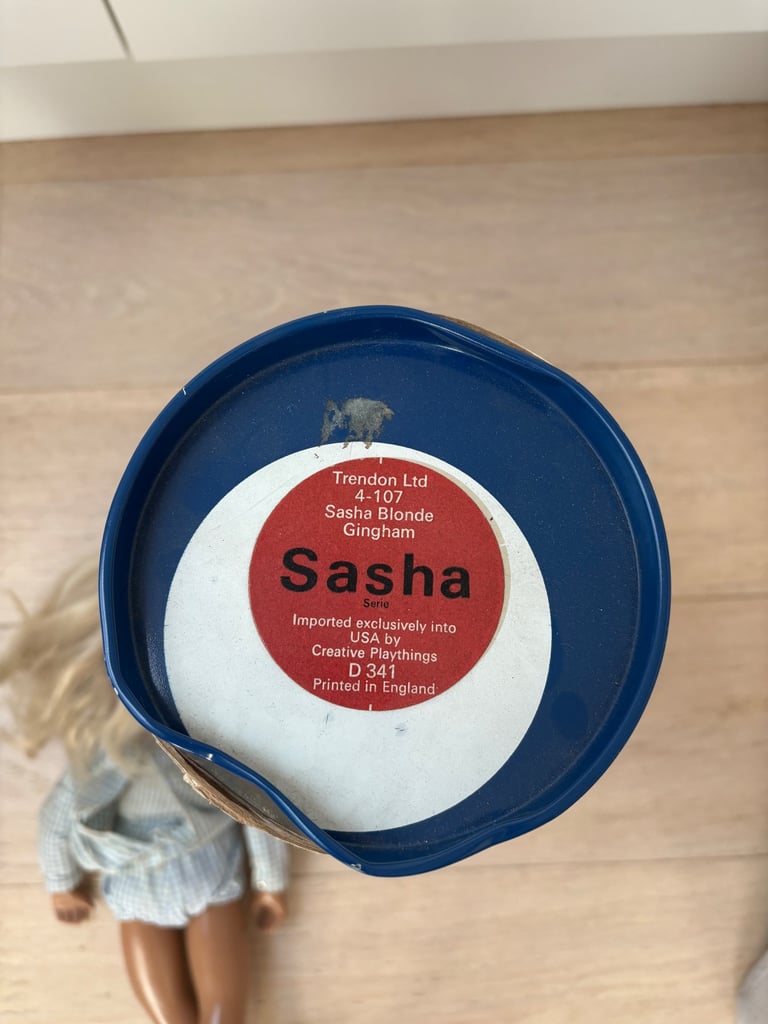 Trendon Ltd
4-107
Sasha Blonde
Gingham
Sasha
Serie
Imported exclusively into
USA by
Creative Playthings
D 341
Printed in England